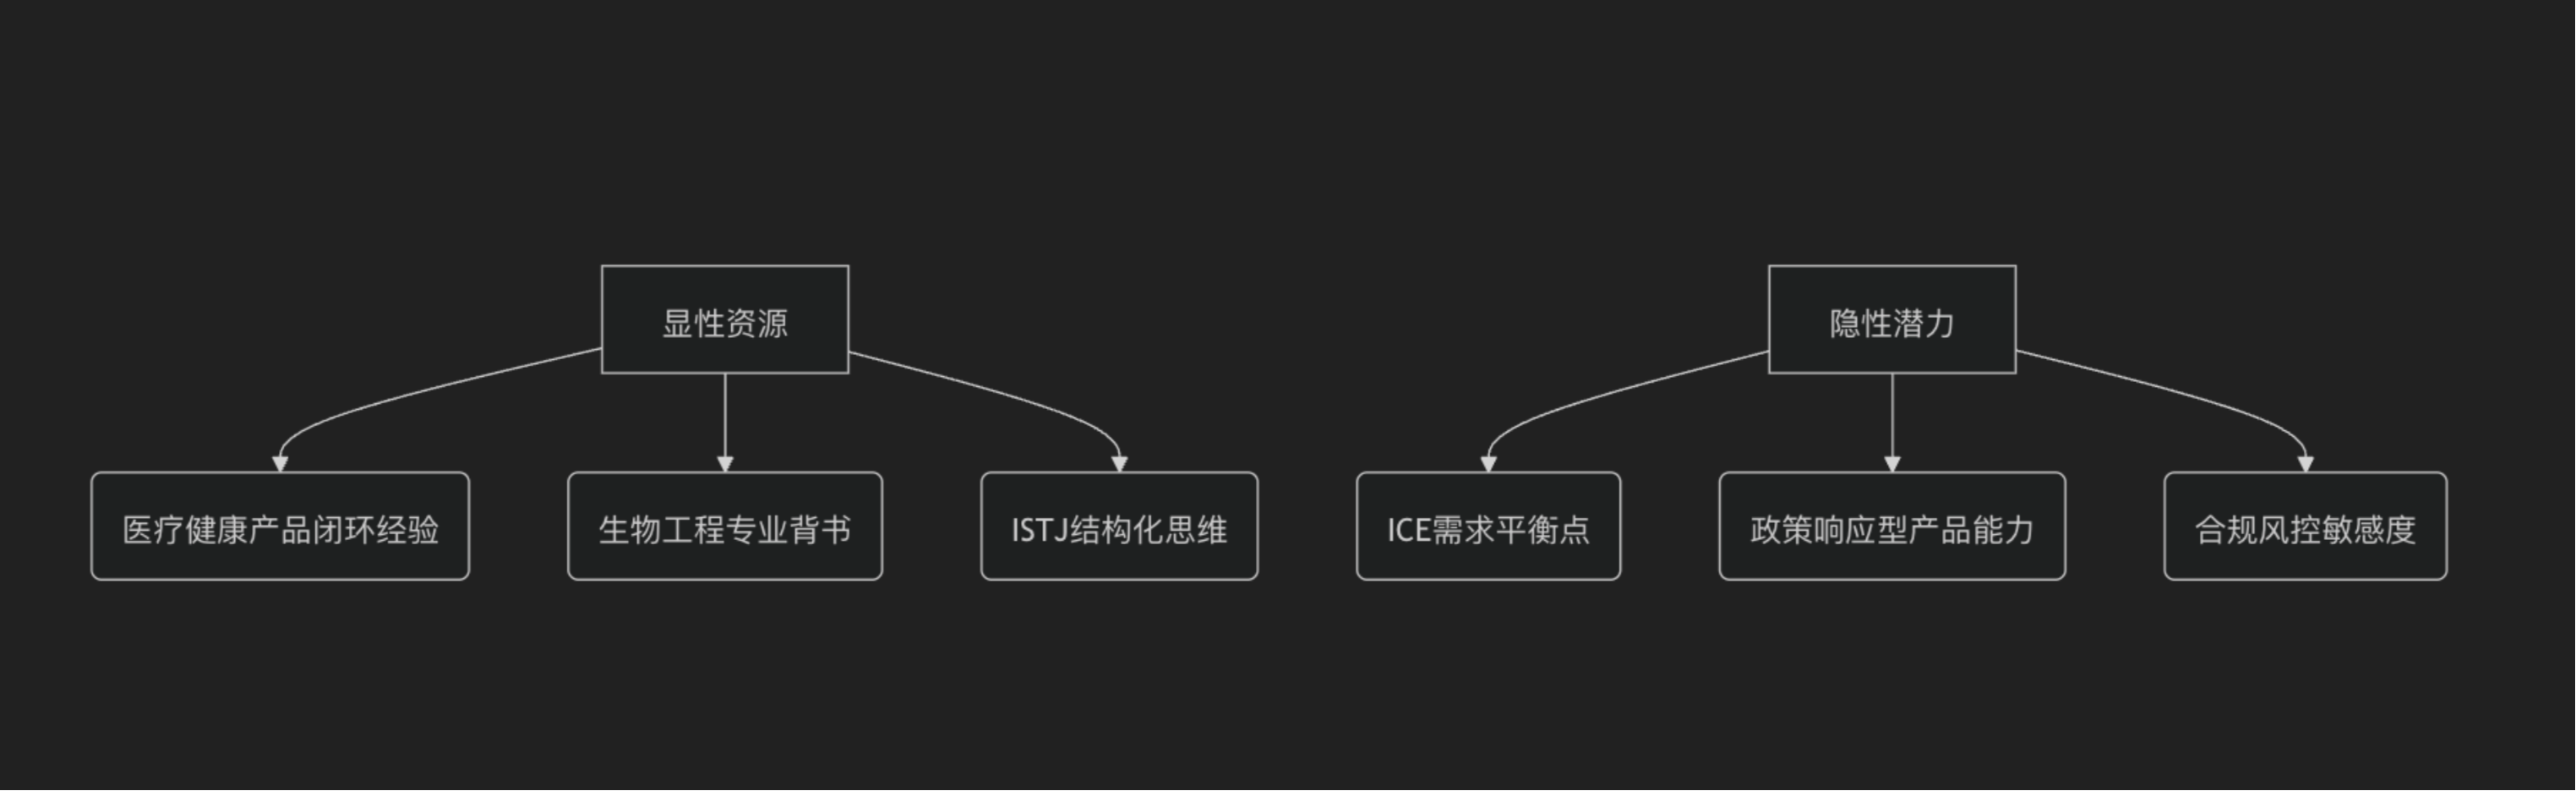 显性资源
隐性潜力
医疗健康产品闭环经验
生物工程专业背书
ISTJ结构化思维
ICE需求平衡点
政策响应型产品能力
合规风控敏感度